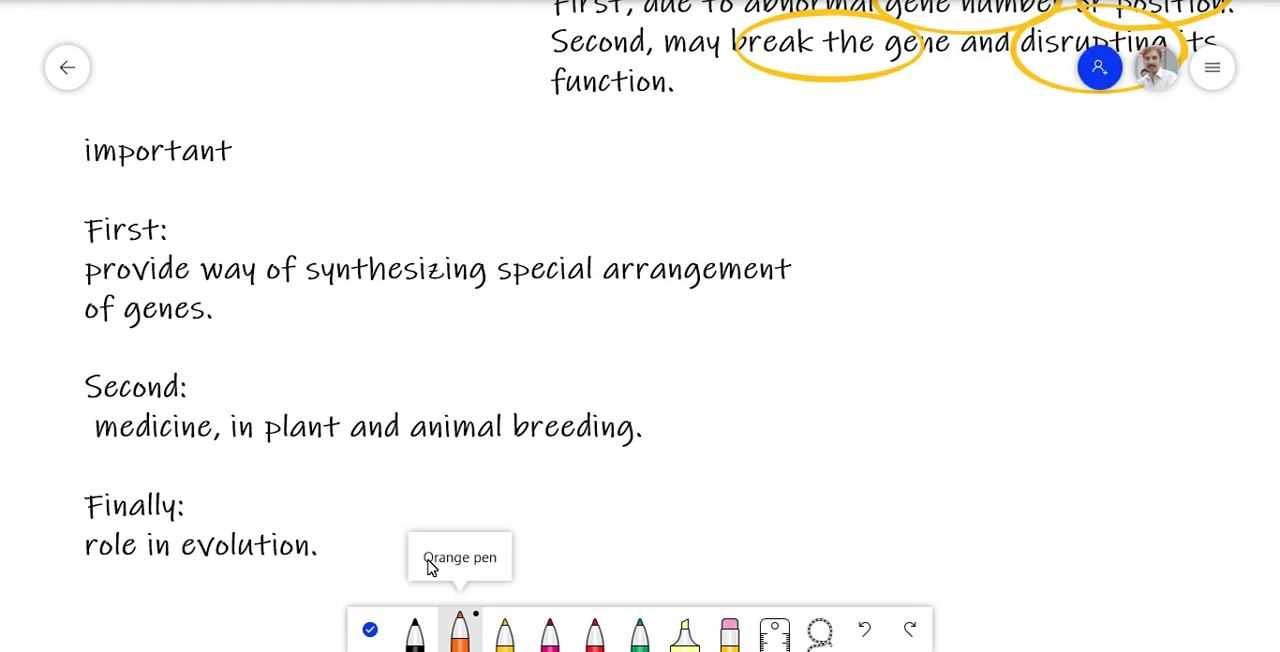 First, due to abnormal gene number or position.
Second, may break the gene and disrupting its
function.
important
First:
provide way of synthesizing special arrangement
of genes.
Second:
medicine, in plant and animal breeding.
Finally:
role in evolution.
Orange pen